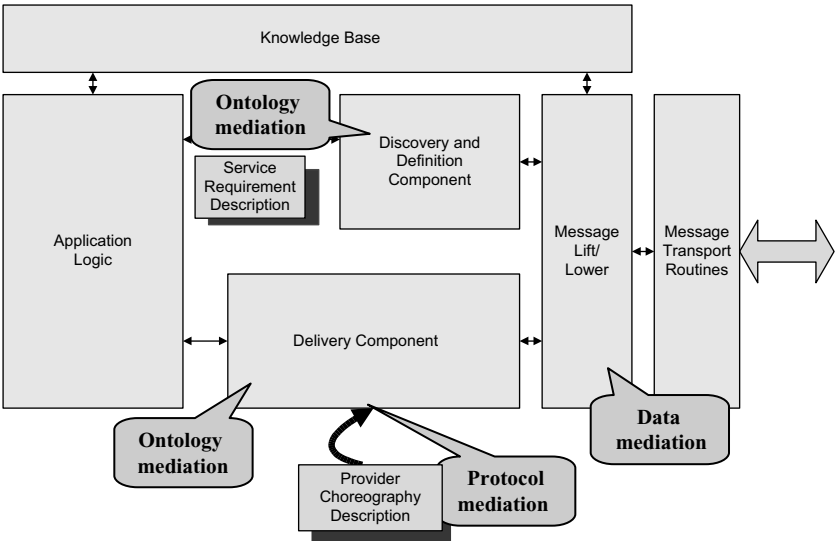 Knowledge Base
Ontology
mediation
Discovery and
Definition
Component
Service
Requirement
Description
Application
Logic
Message
Lift/
Lower
Message
Transport
Routines
Delivery Component
Ontology
mediation
Data
mediation
Provider
Choreography
Description
Protocol
mediation